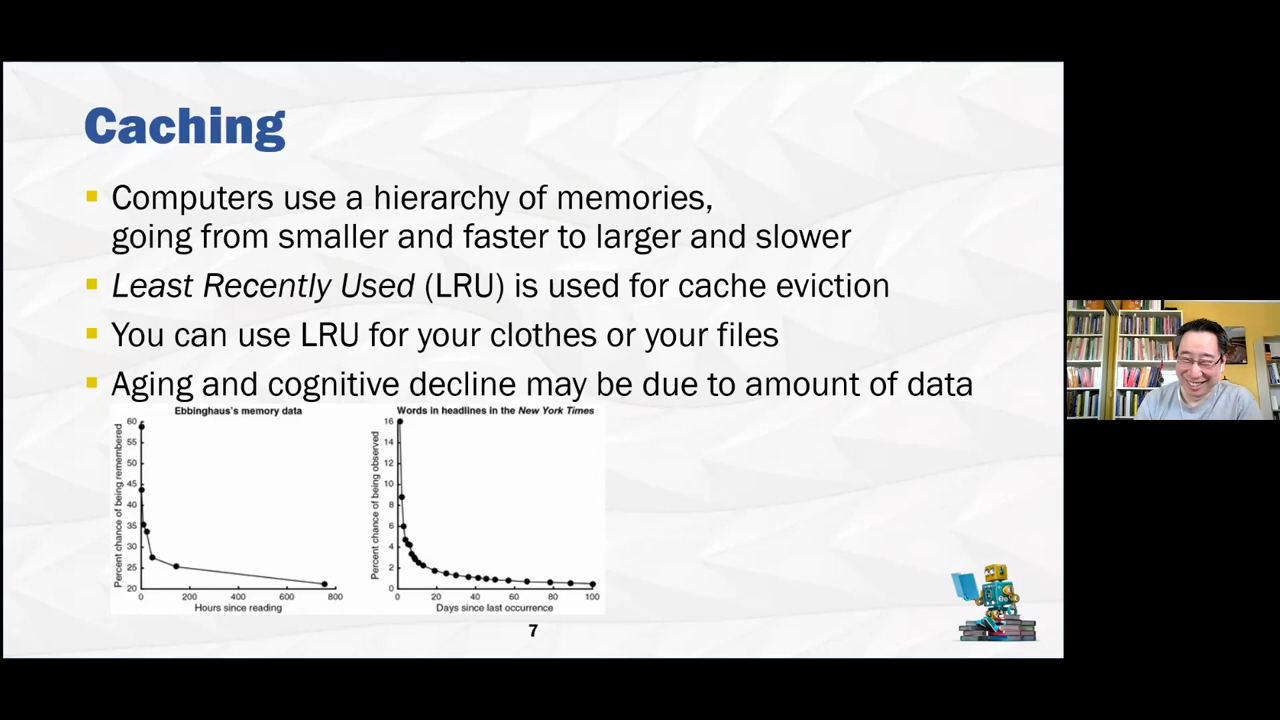 Caching
Computers use a hierarchy of memories,
going from smaller and faster to larger and slower
Least Recently Used (LRU) is used for cache eviction
You can use LRU for your clothes or your files
Aging and cognitive decline may be due to amount of data
Ebbinghaus's memory data
Percent chance of being remembered
60
55
50
45
40
35
30
25
20
0 200 400 600 800
Hours since reading
Words in headlines in the New York Times
Percent chance of being observed
16
14
12
10
8
6
4
2
0
0 20 40 60 80 100
Days since last occurrence
7